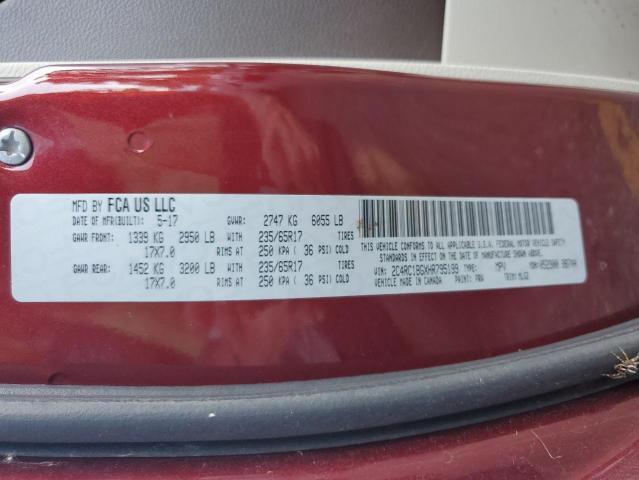 MFD BY FCA US LLC
DATE OF MFR(BUILT): 5-17 GVWR: 2747 KG 6055 LB
GAWR FRONT: 1339 KG 2950 LB WITH 235/65R17 TIRES
17X7.0 RIMS AT 250 KPA ( 36 PSI) COLD
GAWR REAR: 1452 KG 3200 LB WITH 235/65R17 TIRES
17X7.0 RIMS AT 250 KPA ( 36 PSI) COLD
THIS VEHICLE CONFORMS TO ALL APPLICABLE U.S.A. FEDERAL MOTOR VEHICLE SAFETY
STANDARDS IN EFFECT ON THE DATE OF MANUFACTURE SHOWN ABOVE.
VIN: 2C4RC1BGXHR795199 TYPE: MPV
VEHICLE MADE IN CANADA PAINT: PRV TRIM: MLG2